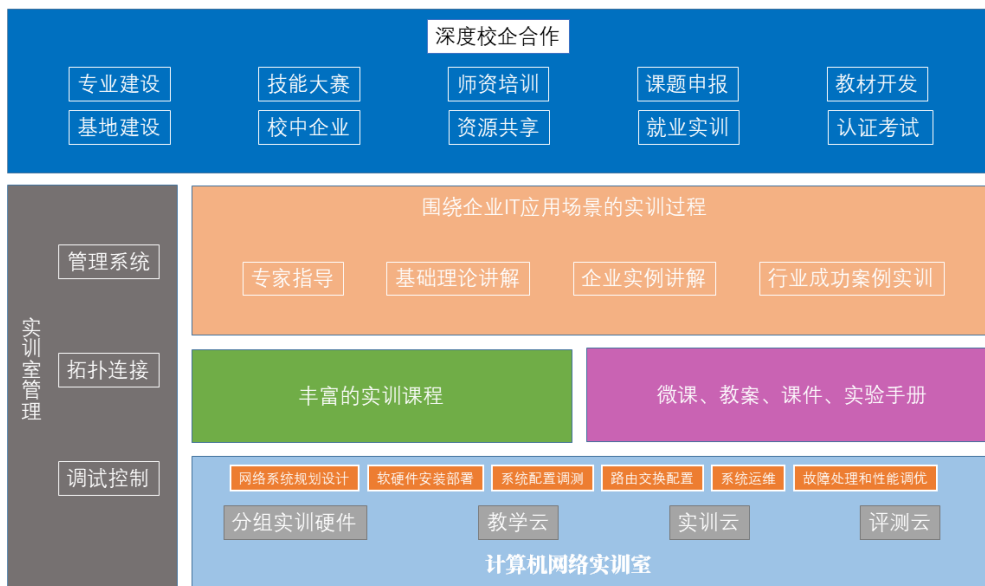 深度校企合作
专业建设 技能大赛 师资培训 课题申报 教材开发
基地建设 校中企业 资源共享 就业实训 认证考试
实训室管理
管理系统
拓扑连接
调试控制
围绕企业IT应用场景的实训过程
专家指导 基础理论讲解 企业实例讲解 行业成功案例实训
丰富的实训课程
微课、教案、课件、实验手册
网络系统规划设计 软硬件安装部署 系统配置调测 路由交换配置 系统运维 故障处理和性能调优
分组实训硬件 教学云 实训云 评测云
计算机网络实训室